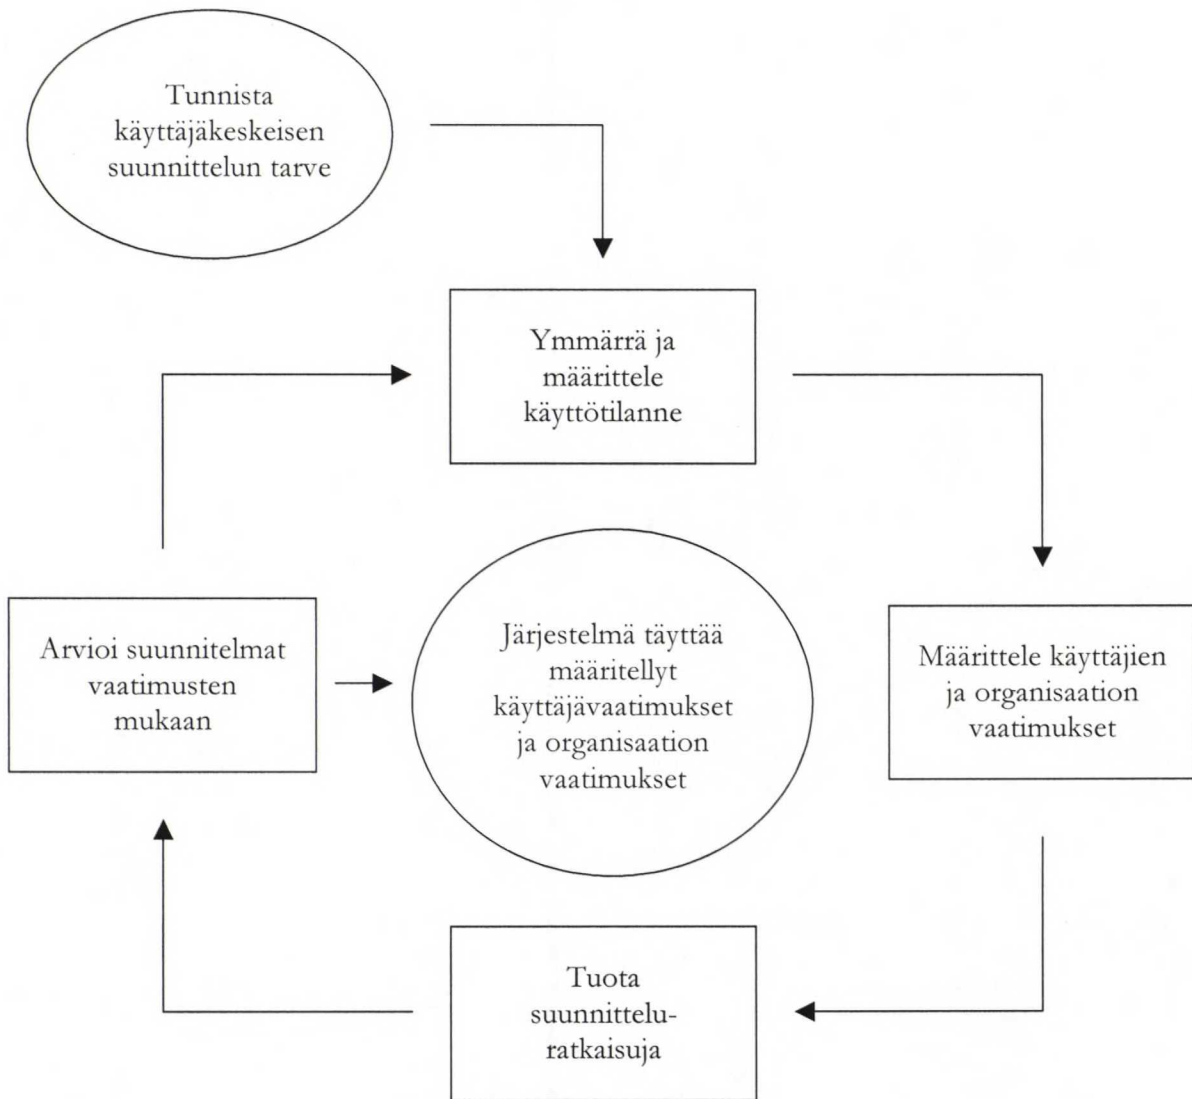 Tunnista
käyttäjäkeskeisen
suunnittelun tarve
Ymmärrä ja
määrittele
käyttötilanne
Arvioi suunnitelmat
vaatimusten
mukaan
Järjestelmä täyttää
määritellyt
käyttäjävaatimukset
ja organisaation
vaatimukset
Määrittele käyttäjien
ja organisaation
vaatimukset
Tuota
suunnittelu-
ratkaisuja